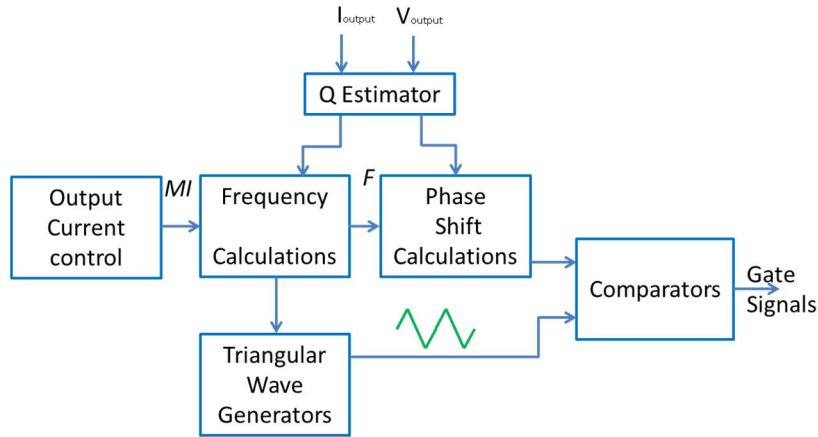 Ioutput Voutput
Q Estimator
MI
F
Output
Current
control
Frequency
Calculations
Phase
Shift
Calculations
Comparators
Gate
Signals
Triangular
Wave
Generators